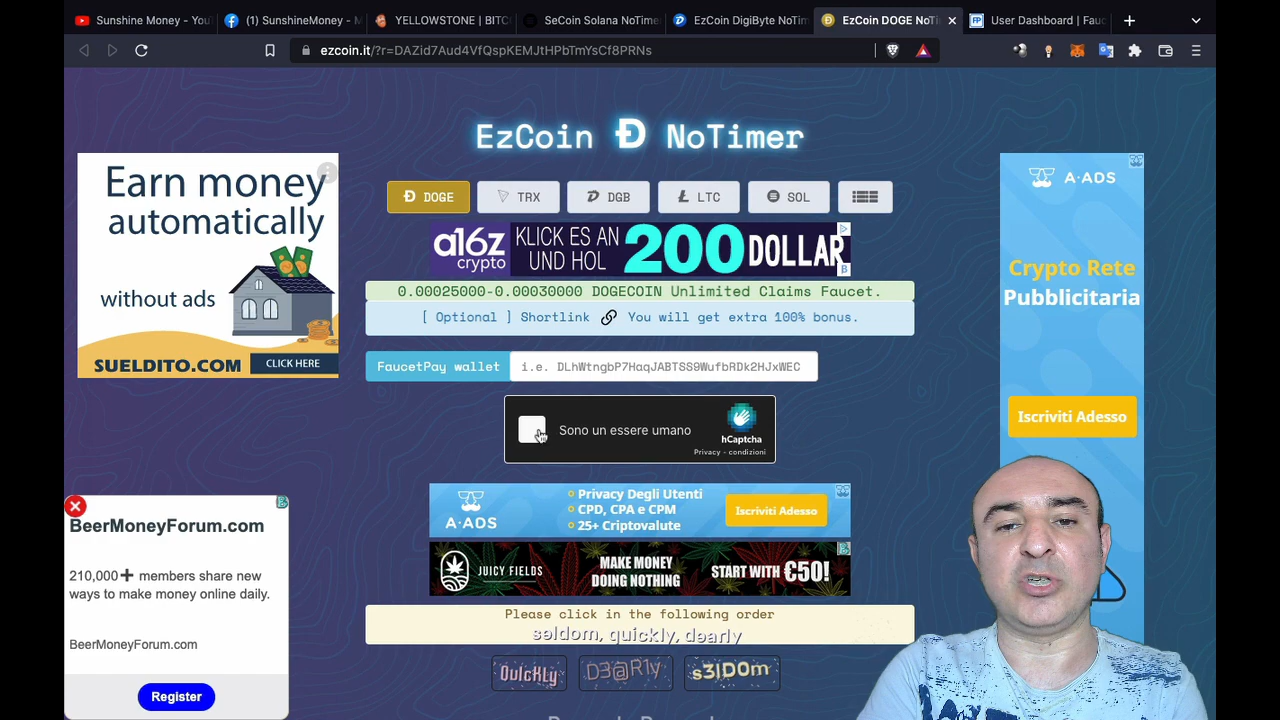 Sunshine Money - You
(1) SunshineMoney - M
YELLOWSTONE | BITCO
SeCoin Solana NoTimer
EzCoin DigiByte NoTim
EzCoin DOGE NoTi
User Dashboard | Fauc
ezcoin.it/?r=DAZid7Aud4VfQspKEMJtHPbTmYsCf8PRNs
EzCoin NoTimer
DOGE TRX DGB LTC SOL
Earn money
automatically
without ads
SUELDITO.COM CLICK HERE
a16z
crypto
KLICK ES AN
UND HOL
200 DOLLAR
0.00025000-0.00030000 DOGECOIN Unlimited Claims Faucet.
[ Optional ] Shortlink You will get extra 100% bonus.
FaucetPay wallet i.e. DLhWtngbP7HaqJABTSS9WufbRDk2HJxWEC
Sono un essere umano
hCaptcha
Privacy - condizioni
A-ADS
Privacy Degli Utenti
CPD, CPA e CPM
25+ Criptovalute
Iscriviti Adesso
JUICY FIELDS
MAKE MONEY
DOING NOTHING
START WITH €50!
Please click in the following order
seldom, quickly, dearly
QuIcKLy D3@R1y s3lD0m
A-ADS
Crypto Rete
Pubblicitaria
Iscriviti Adesso
BeerMoneyForum.com
210,000+ members share new
ways to make money online daily.
BeerMoneyForum.com
Register